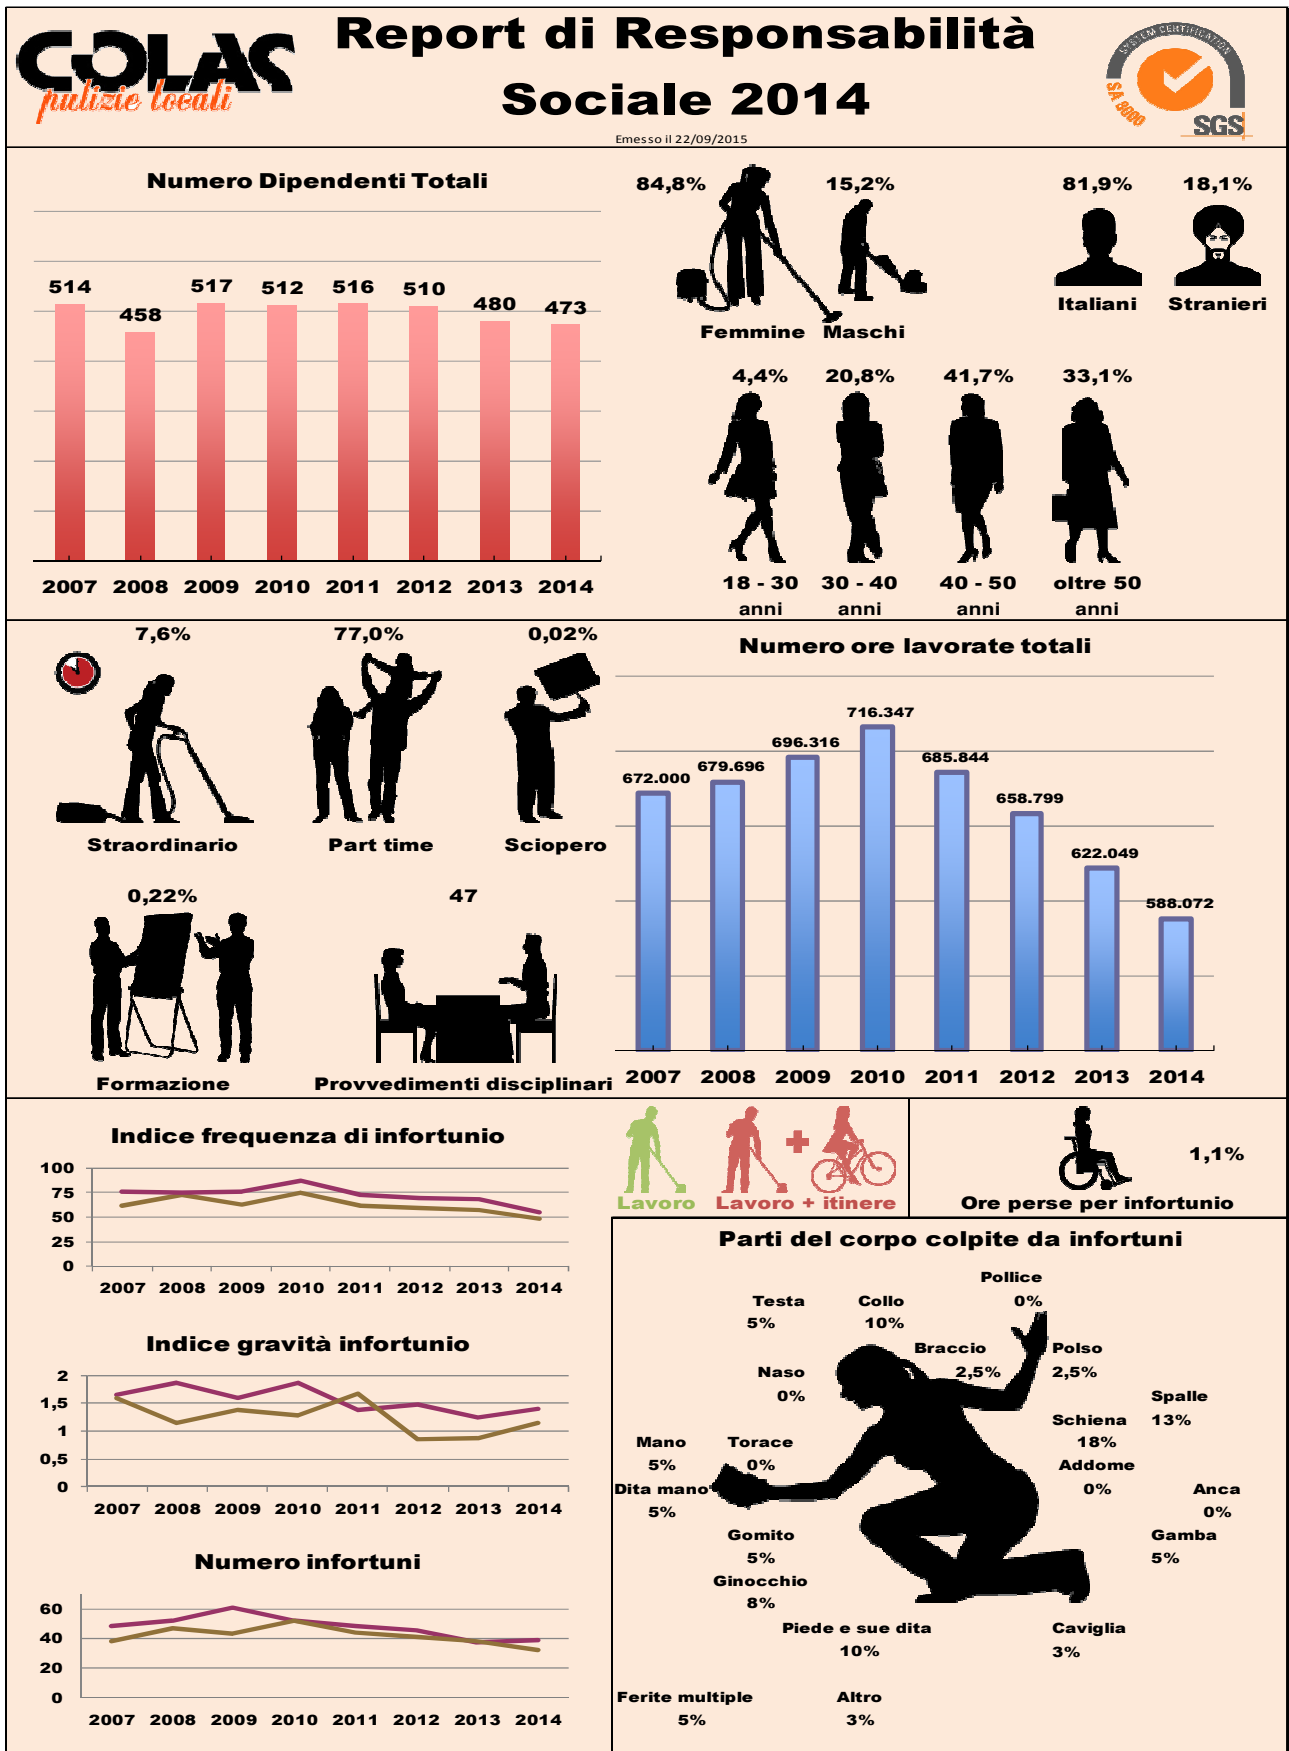 COLAS
pulizie locali
Report di Responsabilità
Sociale 2014
Emesso il 22/09/2015
SYSTEM CERTIFICATION
SA 8000
SGS
Numero Dipendenti Totali
514 458 517 512 516 510 480 473
2007 2008 2009 2010 2011 2012 2013 2014
84,8% 15,2%
Femmine Maschi
81,9% 18,1%
Italiani Stranieri
4,4% 20,8% 41,7% 33,1%
18 - 30 30 - 40 40 - 50 oltre 50
anni anni anni anni
7,6% 77,0% 0,02%
Straordinario Part time Sciopero
0,22% 47
Formazione Provvedimenti disciplinari
Numero ore lavorate totali
672.000 679.696 696.316 716.347 685.844 658.799 622.049 588.072
2007 2008 2009 2010 2011 2012 2013 2014
Indice frequenza di infortunio
100
75
50
25
0
2007 2008 2009 2010 2011 2012 2013 2014
Indice gravità infortunio
2
1,5
1
0,5
0
2007 2008 2009 2010 2011 2012 2013 2014
Numero infortuni
60
40
20
0
2007 2008 2009 2010 2011 2012 2013 2014
Lavoro Lavoro + itinere
1,1%
Ore perse per infortunio
Parti del corpo colpite da infortuni
Pollice
0%
Testa Collo
5% 10%
Braccio Polso
2,5% 2,5%
Naso
0%
Spalle
13%
Schiena
18%
Mano Torace
5% 0%
Addome
0%
Dita mano
5%
Anca
0%
Gomito
5%
Gamba
5%
Ginocchio
8%
Piede e sue dita Caviglia
10% 3%
Ferite multiple Altro
5% 3%